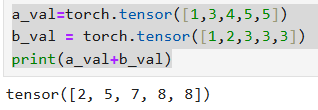 a_val=torch.tensor([1,3,4,5,5])
b_val = torch.tensor([1,2,3,3,3])
print(a_val+b_val)
tensor([2, 5, 7, 8, 8])